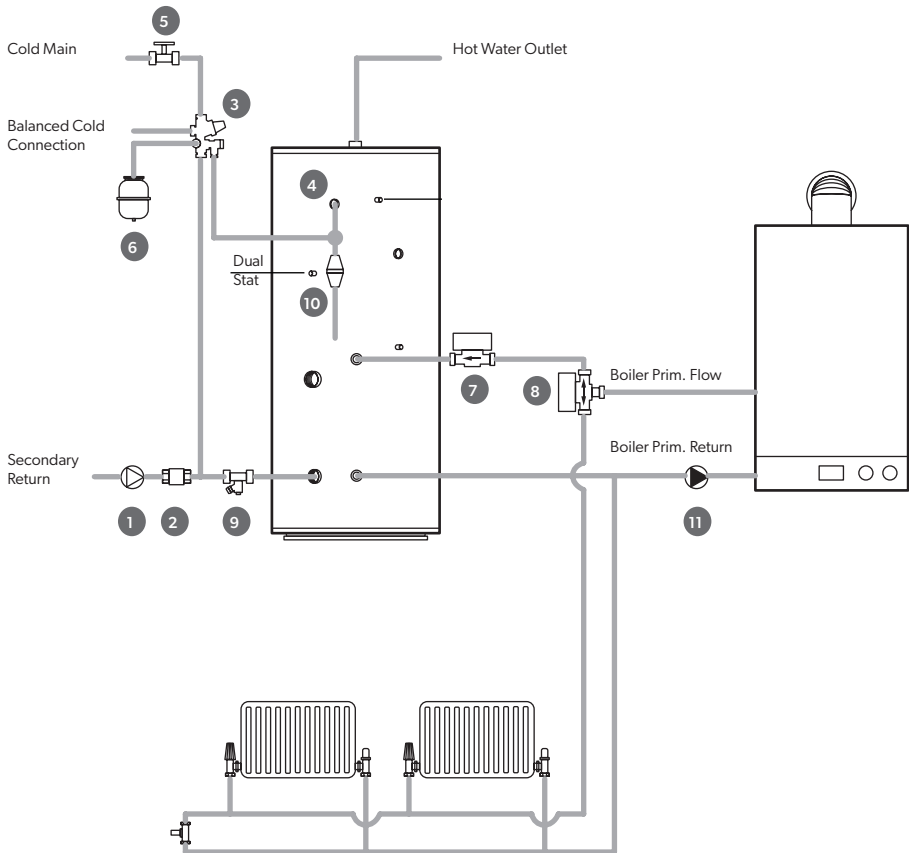 5
Cold Main
Hot Water Outlet
3
Balanced Cold
Connection
4
6
Dual
Stat
10
7
8
Boiler Prim. Flow
Boiler Prim. Return
Secondary
Return
1
2
9
11